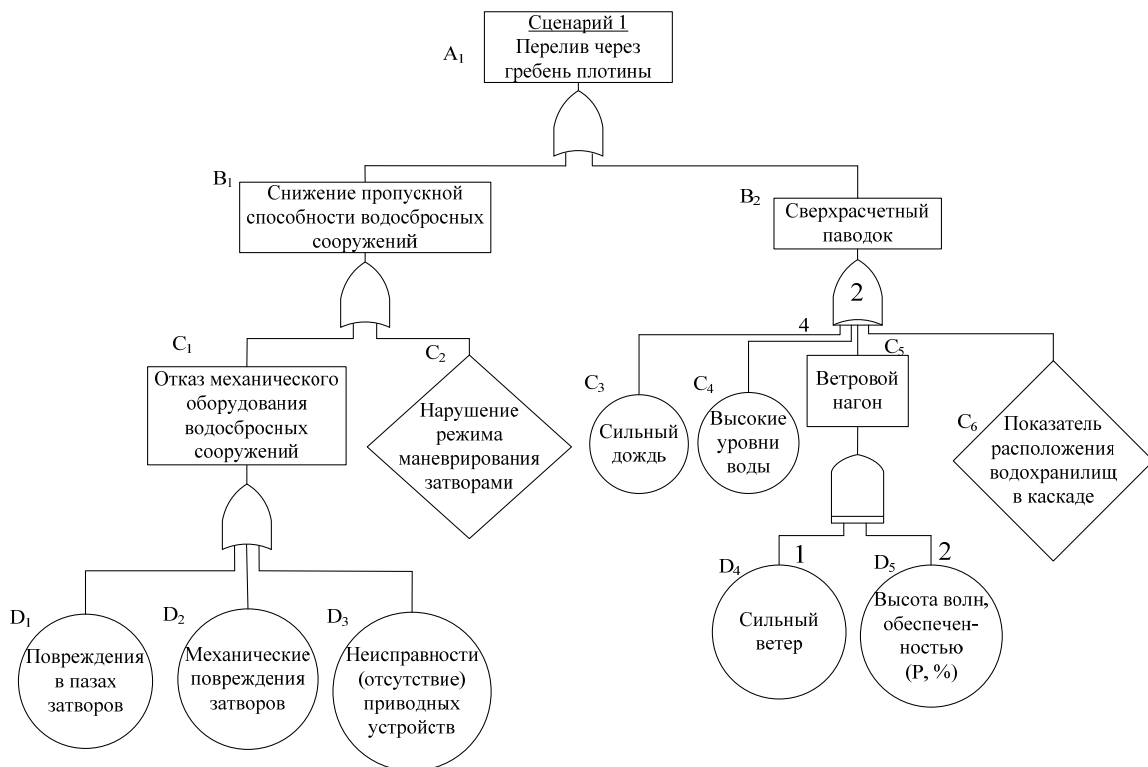 Сценарий 1
A1
Перелив через
гребень плотины
B1
Снижение пропускной
способности водосбросных
сооружений
B2
Сверхрасчетный
паводок
2
4
C1
Отказ механического
оборудования
водосбросных
сооружений
C2
Нарушение
режима
маневрирования
затворами
C3
Сильный
дождь
C4
Высокие
уровни
воды
C5
Ветровой
нагон
C6
Показатель
расположения
водохранилищ
в каскаде
D1
Повреждения
в пазах
затворов
D2
Механические
повреждения
затворов
D3
Неисправности
(отсутствие)
приводных
устройств
D4
1
Сильный
ветер
D5
2
Высота волн,
обеспечен-
ностью
(P, %)